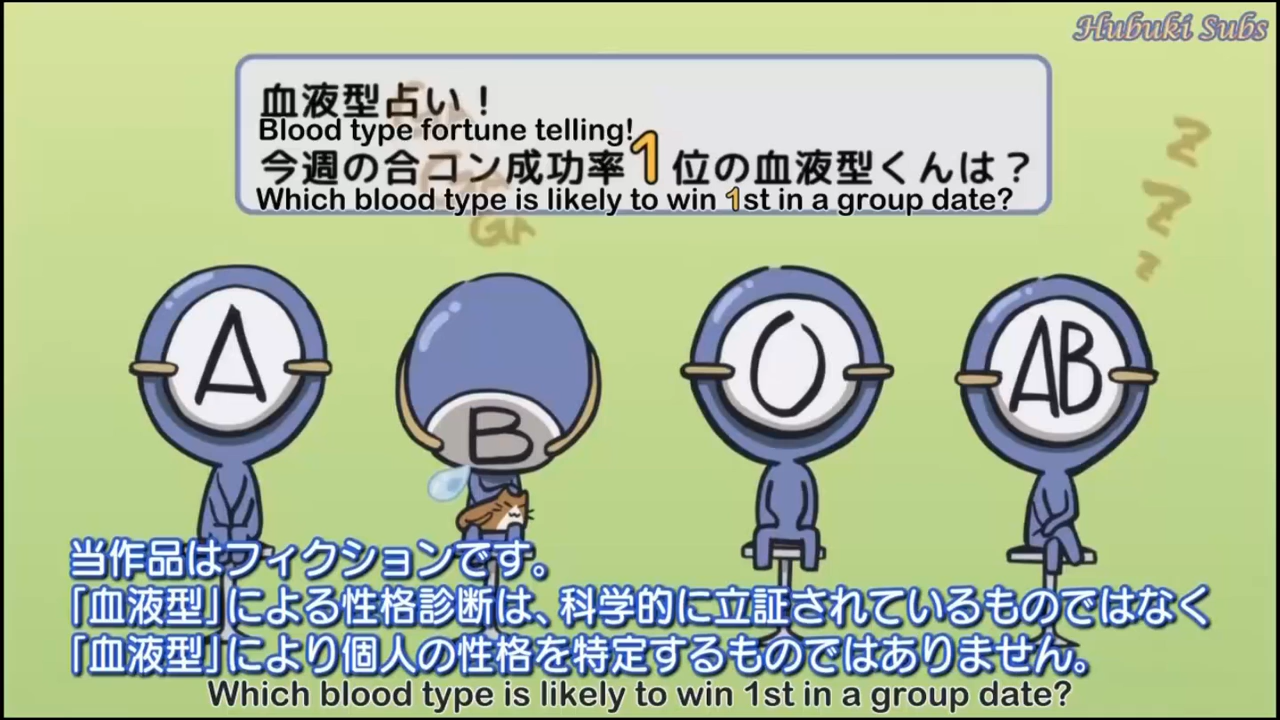 Hubuki Subs
血液型占い！
Blood type fortune telling!
今週の合コン成功率1位の血液型くんは？
Which blood type is likely to win 1st in a group date?
Gr
Z
Z
z
A
B
O
AB
当作品はフィクションです。
「血液型」による性格診断は、科学的に立証されているものではなく
「血液型」により個人の性格を特定するものではありません。
Which blood type is likely to win 1st in a group date?